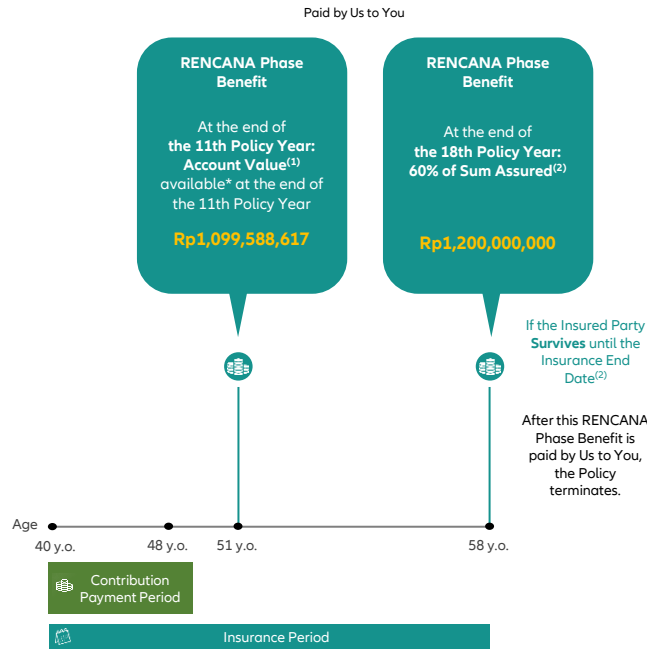 Paid by Us to You
RENCANA Phase
Benefit
At the end of
the 11th Policy Year:
Account Value(1)
available* at the end of
the 11th Policy Year
Rp1,099,588,617
RENCANA Phase
Benefit
At the end of
the 18th Policy Year:
60% of Sum Assured(2)
Rp1,200,000,000
If the Insured Party
Survives until the
Insurance End
Date(2)
After this RENCANA
Phase Benefit is
paid by Us to You,
the Policy
terminates.
Age
40 y.o.
48 y.o.
51 y.o.
58 y.o.
Contribution
Payment Period
Insurance Period